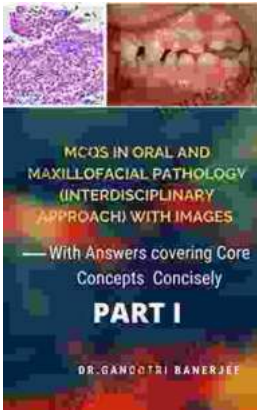 MCQS IN ORAL AND
MAXILLOFACIAL PATHOLOGY
(INTERDISCIPLINARY
APPROACH) WITH IMAGES
— With Answers covering Core
Concepts Concisely
PART I
DR.GANGOTRI BANERJEE